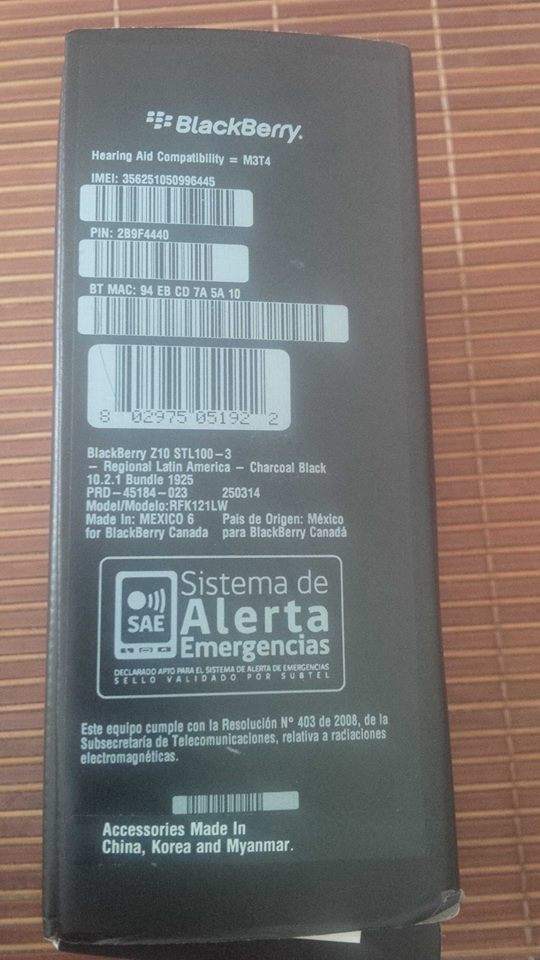 BlackBerry.
Hearing Aid Compatibility = M3T4
IMEI: 356251050996445
PIN: 2B9F4440
BT MAC: 94 EB CD 7A 5A 10
8 02975 05192 2
BlackBerry Z10 STL100-3
- Regional Latin America - Charcoal Black
10.2.1 Bundle 1925
PRD-45184-023 250314
Model/Modelo:RFK121LW
Made In: MEXICO 6 Pais de Origen: México
for BlackBerry Canada para BlackBerry Canadá
SAE
Sistema de
Alerta
Emergencias
DECLARADO APTO PARA EL SISTEMA DE ALERTA DE EMERGENCIAS
SELLO VALIDADO POR SUBTEL
Este equipo cumple con la Resolución Nº 403 de 2008, de la
Subsecretaría de Telecomunicaciones, relativa a radiaciones
electromagnéticas.
Accessories Made In
China, Korea and Myanmar.